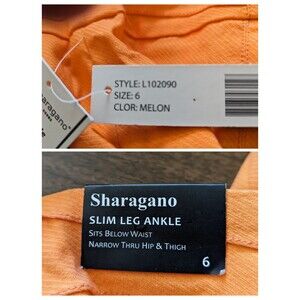 haragano®
STYLE: L102090
SIZE: 6
CLOR: MELON
Sharagano
SLIM LEG ANKLE
SITS BELOW WAIST
NARROW THRU HIP & THIGH
6